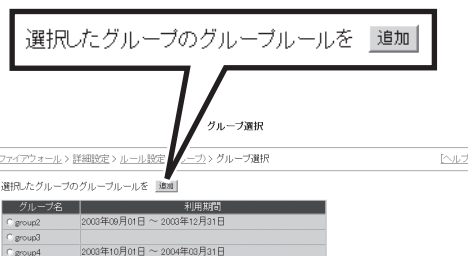 選択したグループのグループルールを 追加
グループ選択
ファイアウォール > 詳細設定 > ルール設定 ループ) > グループ選択 [ヘルプ
選択したグループのグループルールを 追加
グループ名 利用期間
group2 2003年09月01日 ～ 2003年12月31日
group3
group4 2003年10月01日 ～ 2004年03月31日